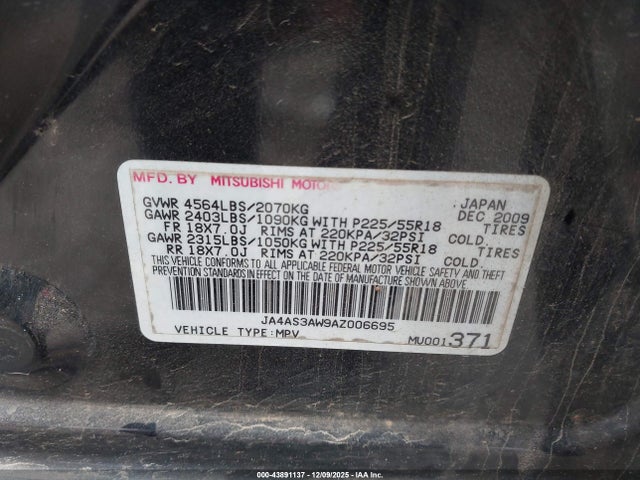 MFD. BY MITSUBISHI MOTOR
GVWR 4564LBS/2070KG JAPAN DEC 2009
GAWR 2403LBS/1090KG WITH P225/55R18 TIRES
FR 18X7.0J RIMS AT 220KPA/32PSI COLD.
GAWR 2315LBS/1050KG WITH P225/55R18 TIRES
RR 18X7.0J RIMS AT 220KPA/32PSI COLD.
THIS VEHICLE CONFORMS TO ALL APPLICABLE FEDERAL MOTOR VEHICLE SAFETY AND THEFT
PREVENTION STANDARDS IN EFFECT ON THE DATE OF MANUFACTURE SHOWN ABOVE.
JA4AS3AW9AZ006695
VEHICLE TYPE:MPV MU001371
00-43891137 - 12/09/2025 - IAA Inc.